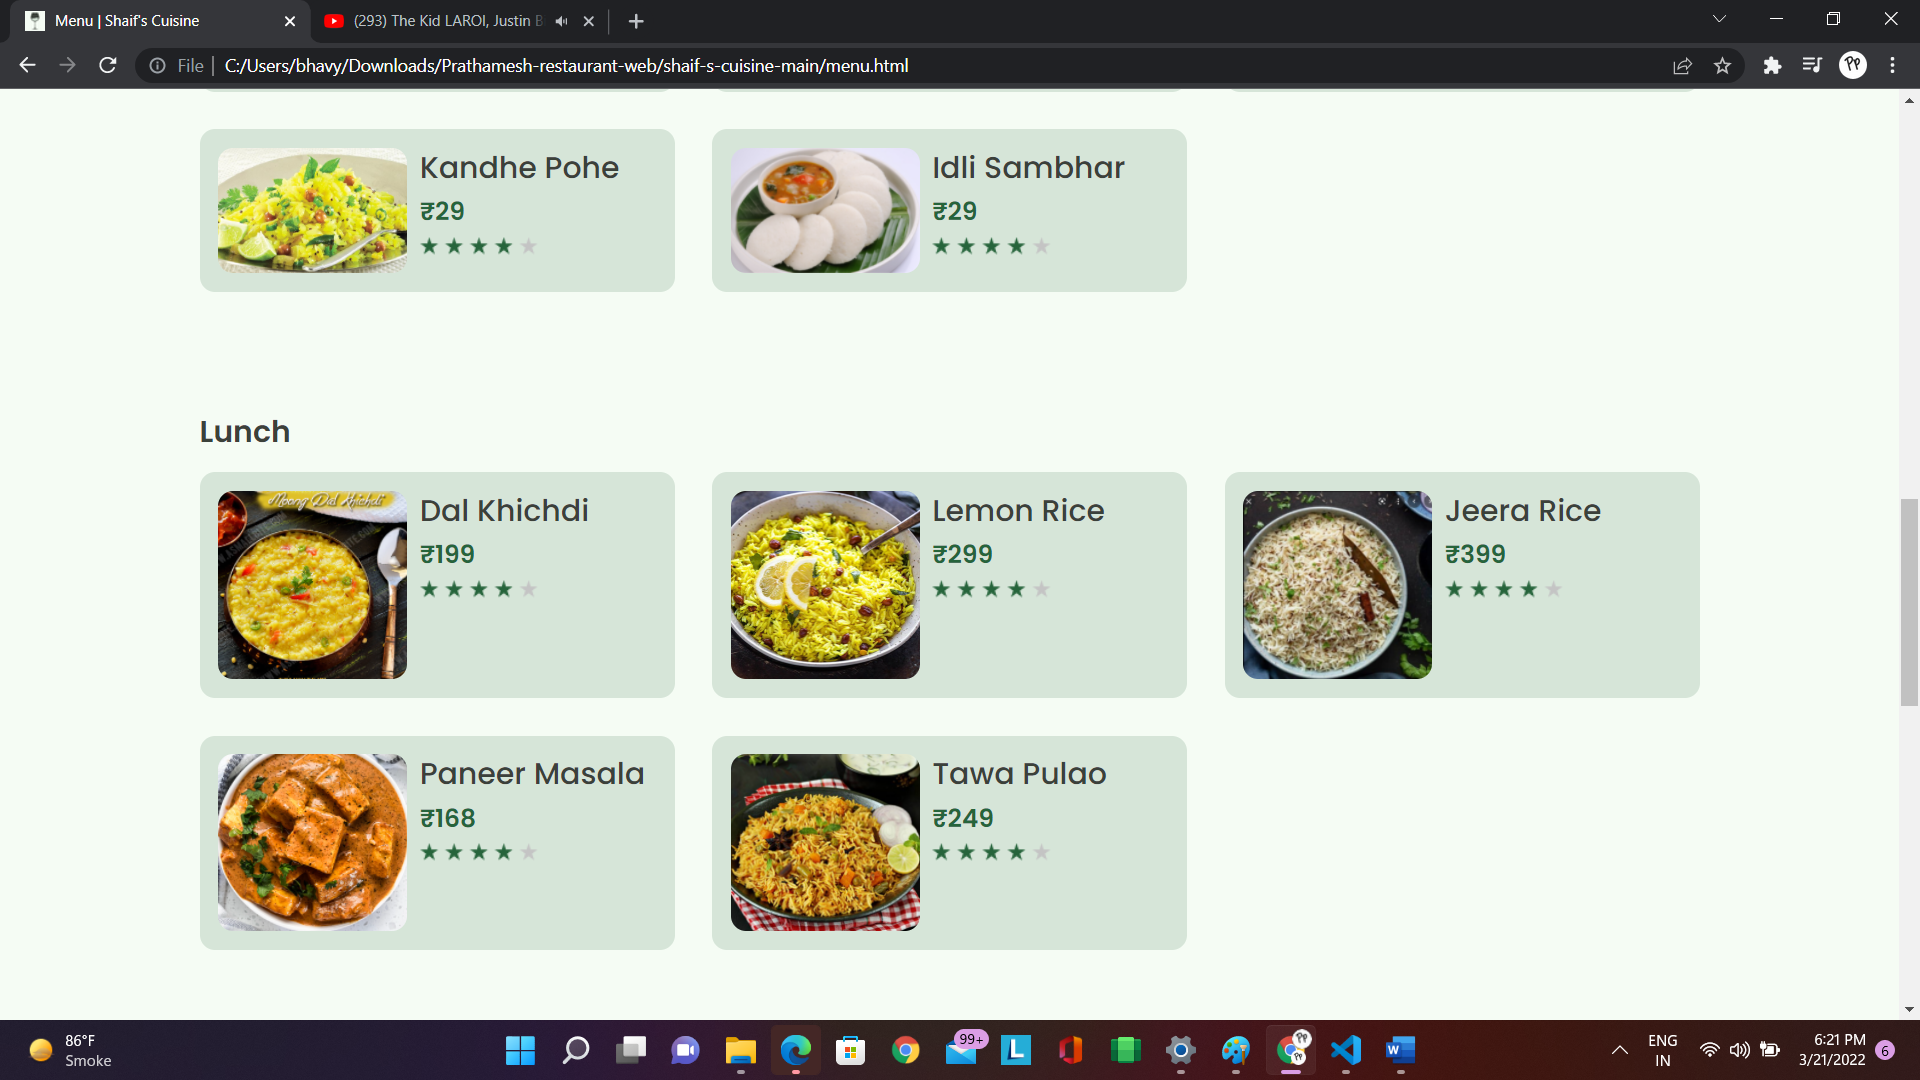 Menu | Shaif's Cuisine
(293) The Kid LAROI, Justin B
File
C:/Users/bhavy/Downloads/Prathamesh-restaurant-web/shaif-s-cuisine-main/menu.html
Kandhe Pohe
₹29
Idli Sambhar
₹29
Lunch
Moong Dal Khichdi
Dal Khichdi
₹199
Lemon Rice
₹299
Jeera Rice
₹399
Paneer Masala
₹168
Tawa Pulao
₹249
86°F
Smoke
99+
L
W
ENG
IN
6:21 PM
3/21/2022
6